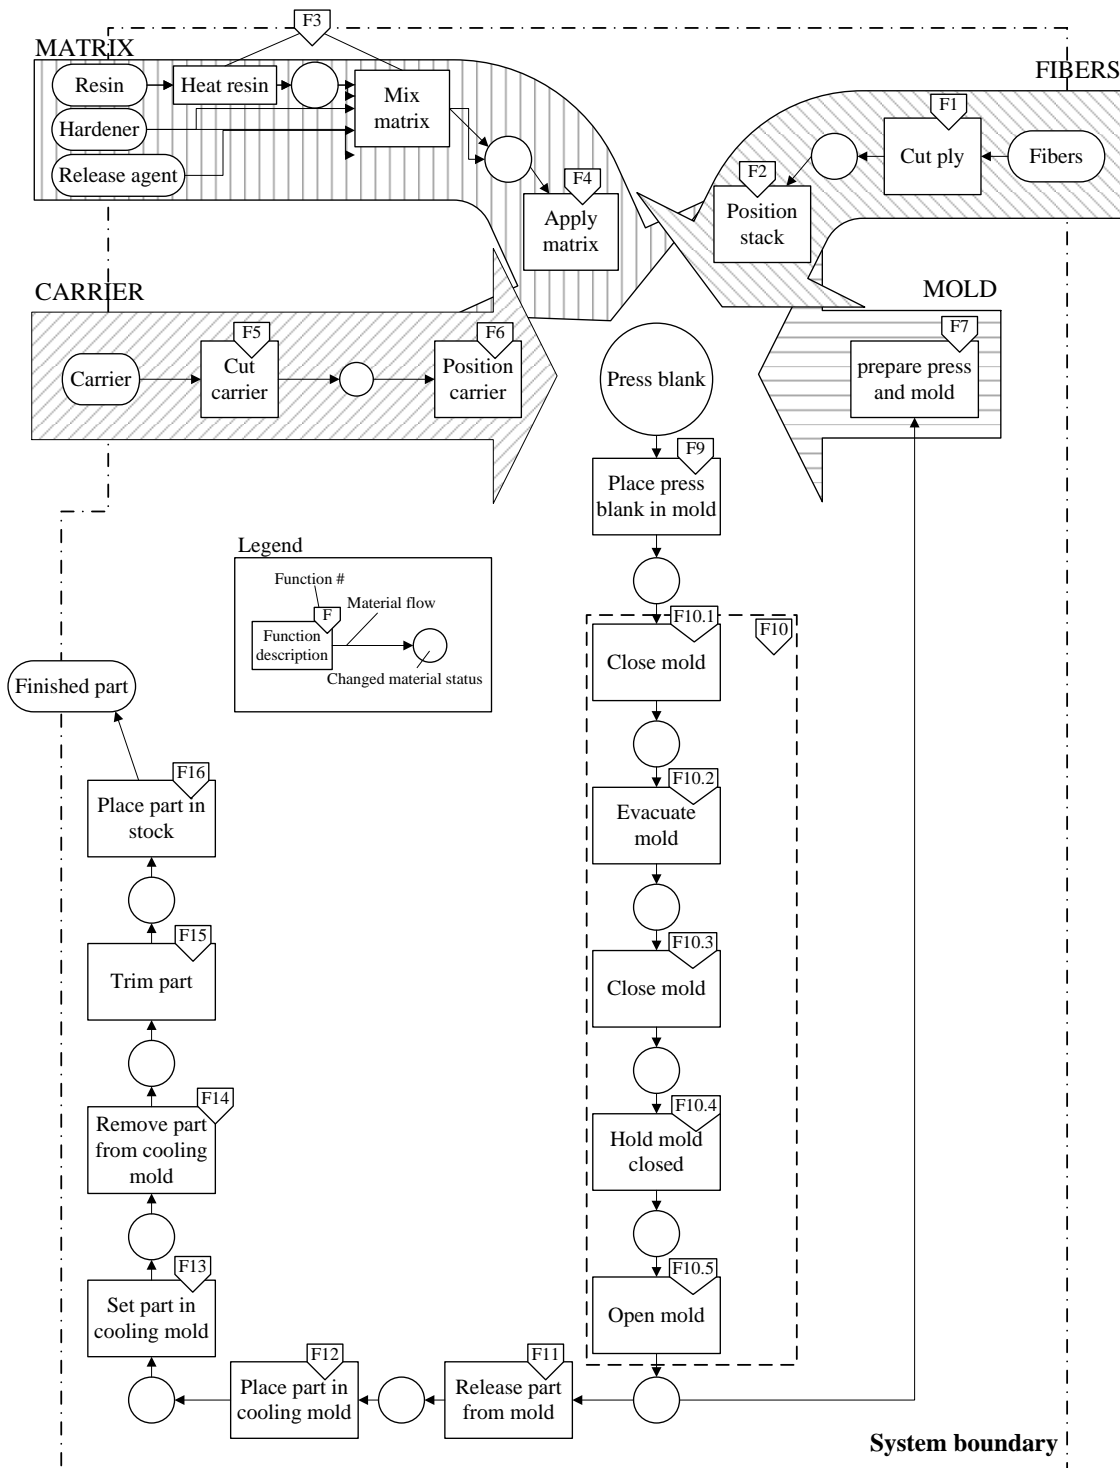 F3
MATRIX
Resin
Heat resin
Mix
matrix
Hardener
Release agent
F4
Apply
matrix
FIBERS
F1
Cut ply
Fibers
F2
Position
stack
CARRIER
Carrier
F5
Cut
carrier
F6
Position
carrier
Press blank
MOLD
F7
prepare press
and mold
F9
Place press
blank in mold
Legend
Function #
F
Material flow
Function
description
Changed material status
F10
F10.1
Close mold
F10.2
Evacuate
mold
F10.3
Close mold
F10.4
Hold mold
closed
F10.5
Open mold
F11
Release part
from mold
F12
Place part in
cooling mold
F13
Set part in
cooling mold
F14
Remove part
from cooling
mold
F15
Trim part
F16
Place part in
stock
Finished part
System boundary